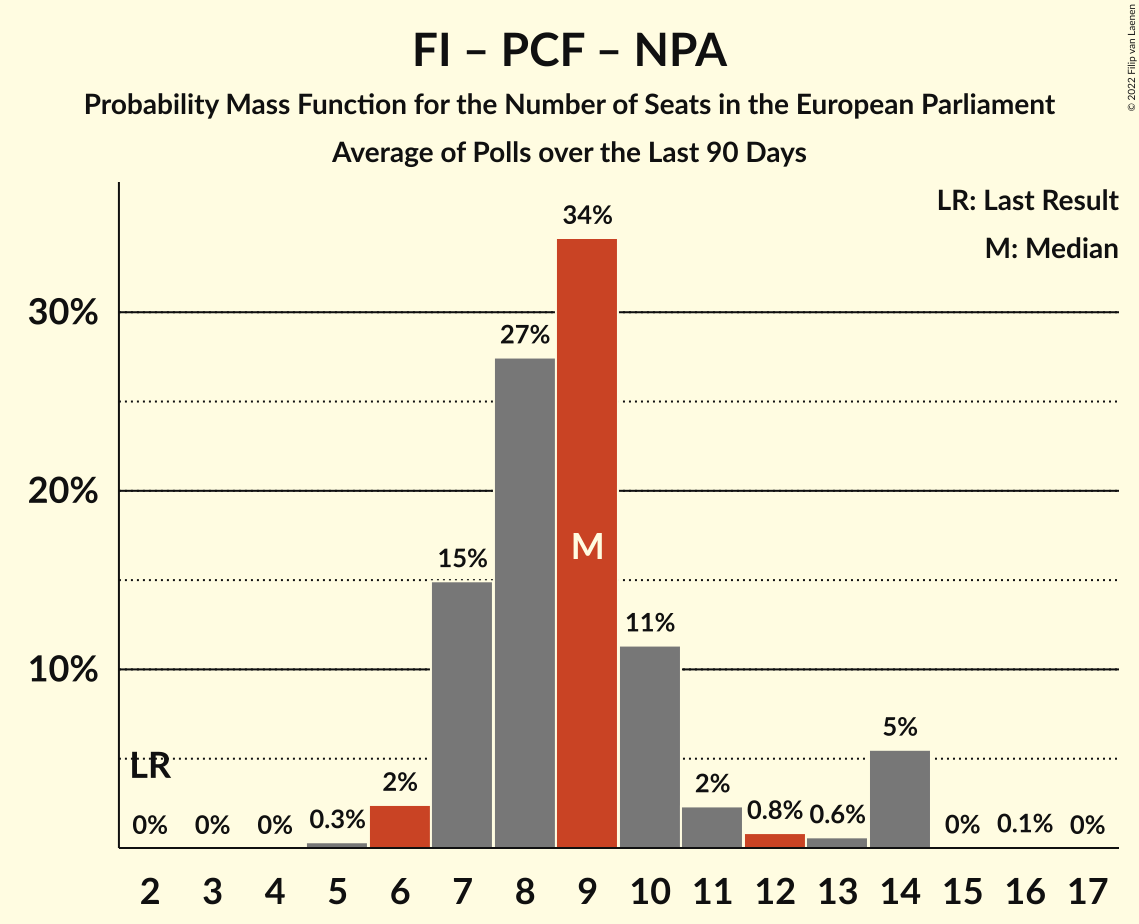 FI – PCF – NPA
Probability Mass Function for the Number of Seats in the European Parliament
Average of Polls over the Last 90 Days
© 2022 Filip van Laenen
LR: Last Result
M: Median
34%
30%
27%
20%
M
15%
11%
10%
LR
5%
2%
2%
0%
0%
0%
0.3%
0.8%
0.6%
0%
0.1%
0%
2 3 4 5 6 7 8 9 10 11 12 13 14 15 16 17